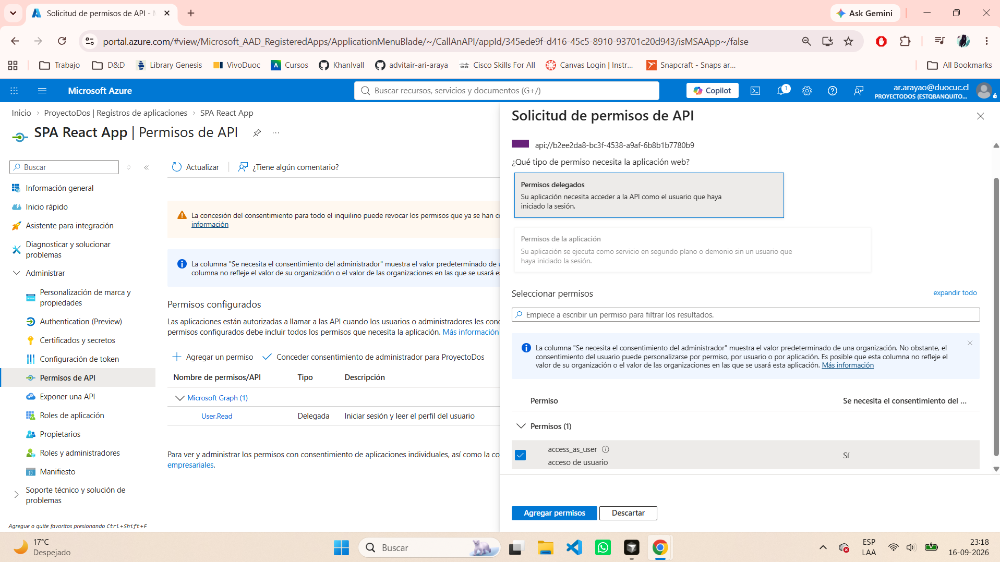 Solicitud de permisos de API - M
Ask Gemini
portal.azure.com/#view/Microsoft_AAD_RegisteredApps/ApplicationMenuBlade/~/CallAnAPI/appId/345ede9f-d416-45c5-8910-93701c20d943/isMSAApp~/false
Trabajo
D&D
Library Genesis
VivoDuoc
Cursos
Khanlvall
advitair-ari-araya
Cisco Skills For All
Canvas Login | Instr...
Snapcraft - Snaps ar...
All Bookmarks
Microsoft Azure
Buscar recursos, servicios y documentos (G+/)
Copilot
1
ar.arayao@duocuc.cl
PROYECTODOS (ESTQBANQUITO...
Inicio > ProyectoDos | Registros de aplicaciones > SPA React App
SPA React App | Permisos de API
Buscar
Información general
Inicio rápido
Asistente para integración
Diagnosticar y solucionar
problemas
Administrar
Personalización de marca y
propiedades
Authentication (Preview)
Certificados y secretos
Configuración de token
Permisos de API
Exponer una API
Roles de aplicación
Propietarios
Roles y administradores
Manifiesto
Soporte técnico y solución de
problemas
Agregue o quite favoritos presionando Ctrl+Shift+F
Actualizar
¿Tiene algún comentario?
La concesión del consentimiento para todo el inquilino puede revocar los permisos que ya se han co
información
La columna "Se necesita el consentimiento del administrador" muestra el valor predeterminado de u
columna no refleje el valor de su organización o el valor de las organizaciones en las que se usará e
Permisos configurados
Las aplicaciones están autorizadas a llamar a las API cuando los usuarios o administradores les conc
permisos configurados debe incluir todos los permisos que necesita la aplicación. Más información
Agregar un permiso
Conceder consentimiento de administrador para ProyectoDos
Nombre de permisos/API
Tipo
Descripción
Microsoft Graph (1)
User.Read
Delegada
Iniciar sesión y leer el perfil del usuario
Para ver y administrar los permisos con consentimiento de aplicaciones individuales, así como la co
empresariales.
Solicitud de permisos de API
api://b2ee2da8-bc3f-4538-a9af-6b8b1b7780b9
¿Qué tipo de permiso necesita la aplicación web?
Permisos delegados
Su aplicación necesita acceder a la API como el usuario que haya
iniciado la sesión.
Permisos de la aplicación
Su aplicación se ejecuta como servicio en segundo plano o demonio sin un usuario que
haya iniciado la sesión.
Seleccionar permisos
expandir todo
Empiece a escribir un permiso para filtrar los resultados.
La columna "Se necesita el consentimiento del administrador" muestra el valor predeterminado de una organización. No obstante, el
consentimiento del usuario puede personalizarse por permiso, por usuario o por aplicación. Es posible que esta columna no refleje el
valor de su organización o el valor de las organizaciones en las que se usará esta aplicación. Más información
Permiso
Se necesita el consentimiento del ...
Permisos (1)
access_as_user
acceso de usuario
Sí
Agregar permisos
Descartar
17°C
Despejado
Buscar
ESP
LAA
23:18
16-09-2026